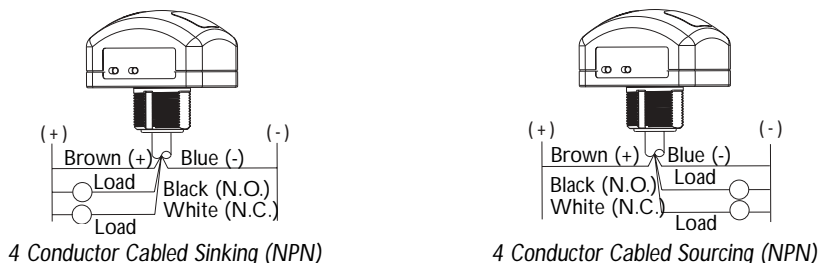 (+) (-)
Brown (+) Blue (-)
Load
Black (N.O.)
White (N.C.)
Load
4 Conductor Cabled Sinking (NPN)
(+) (-)
Brown (+) Blue (-)
Load
Black (N.O.)
White (N.C.)
Load
4 Conductor Cabled Sourcing (NPN)